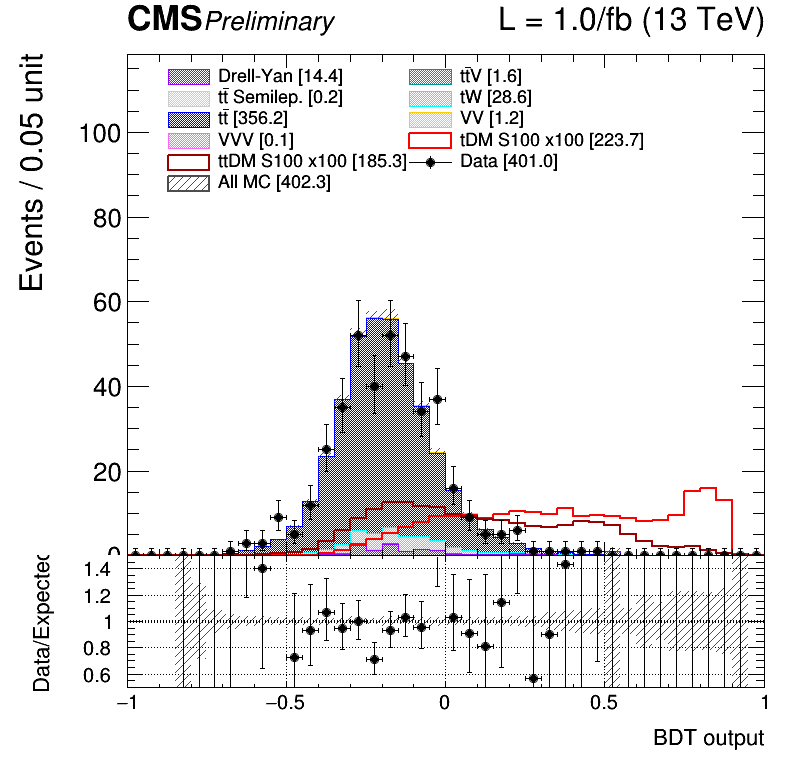 CMS Preliminary L = 1.0/fb (13 TeV)
Drell-Yan [14.4] tt̄V [1.6]
tt̄ Semilep. [0.2] tW [28.6]
tt̄ [356.2] VV [1.2]
VVV [0.1] tDM S100 x100 [223.7]
ttDM S100 x100 [185.3] Data [401.0]
All MC [402.3]
Events / 0.05 unit
100
80
60
40
20
0
Data/Expected
1.4
1.2
1
0.8
0.6
−1 −0.5 0 0.5 1
BDT output